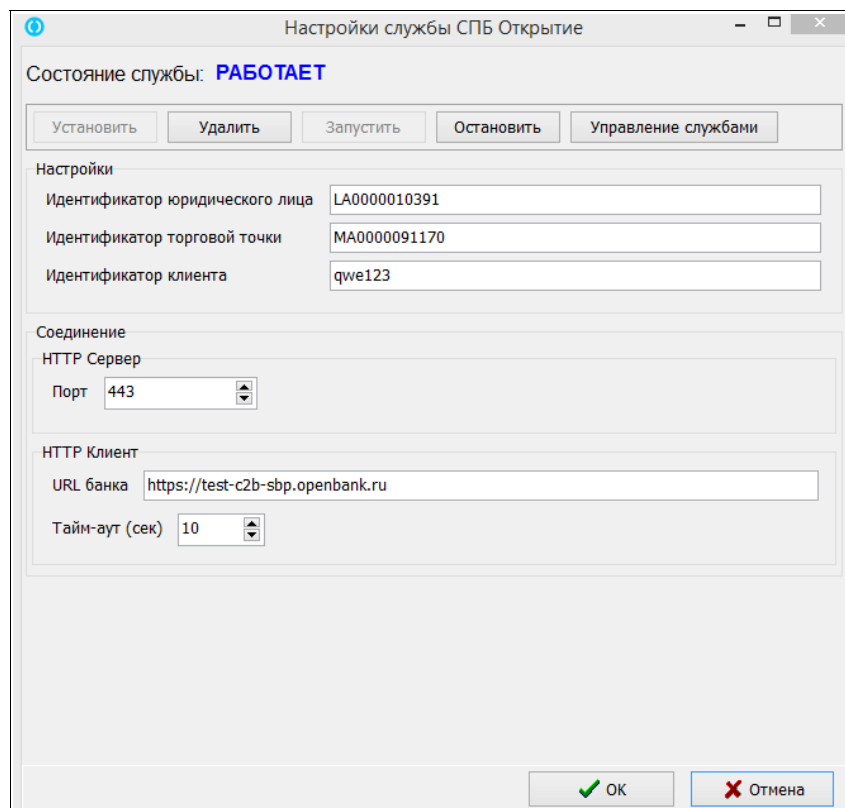 Настройки службы СПБ Открытие
Состояние службы: РАБОТАЕТ
Установить Удалить Запустить Остановить Управление службами
Настройки
Идентификатор юридического лица LA0000010391
Идентификатор торговой точки MA0000091170
Идентификатор клиента qwe123
Соединение
HTTP Сервер
Порт 443
HTTP Клиент
URL банка https://test-c2b-sbp.openbank.ru
Тайм-аут (сек) 10
ОК Отмена